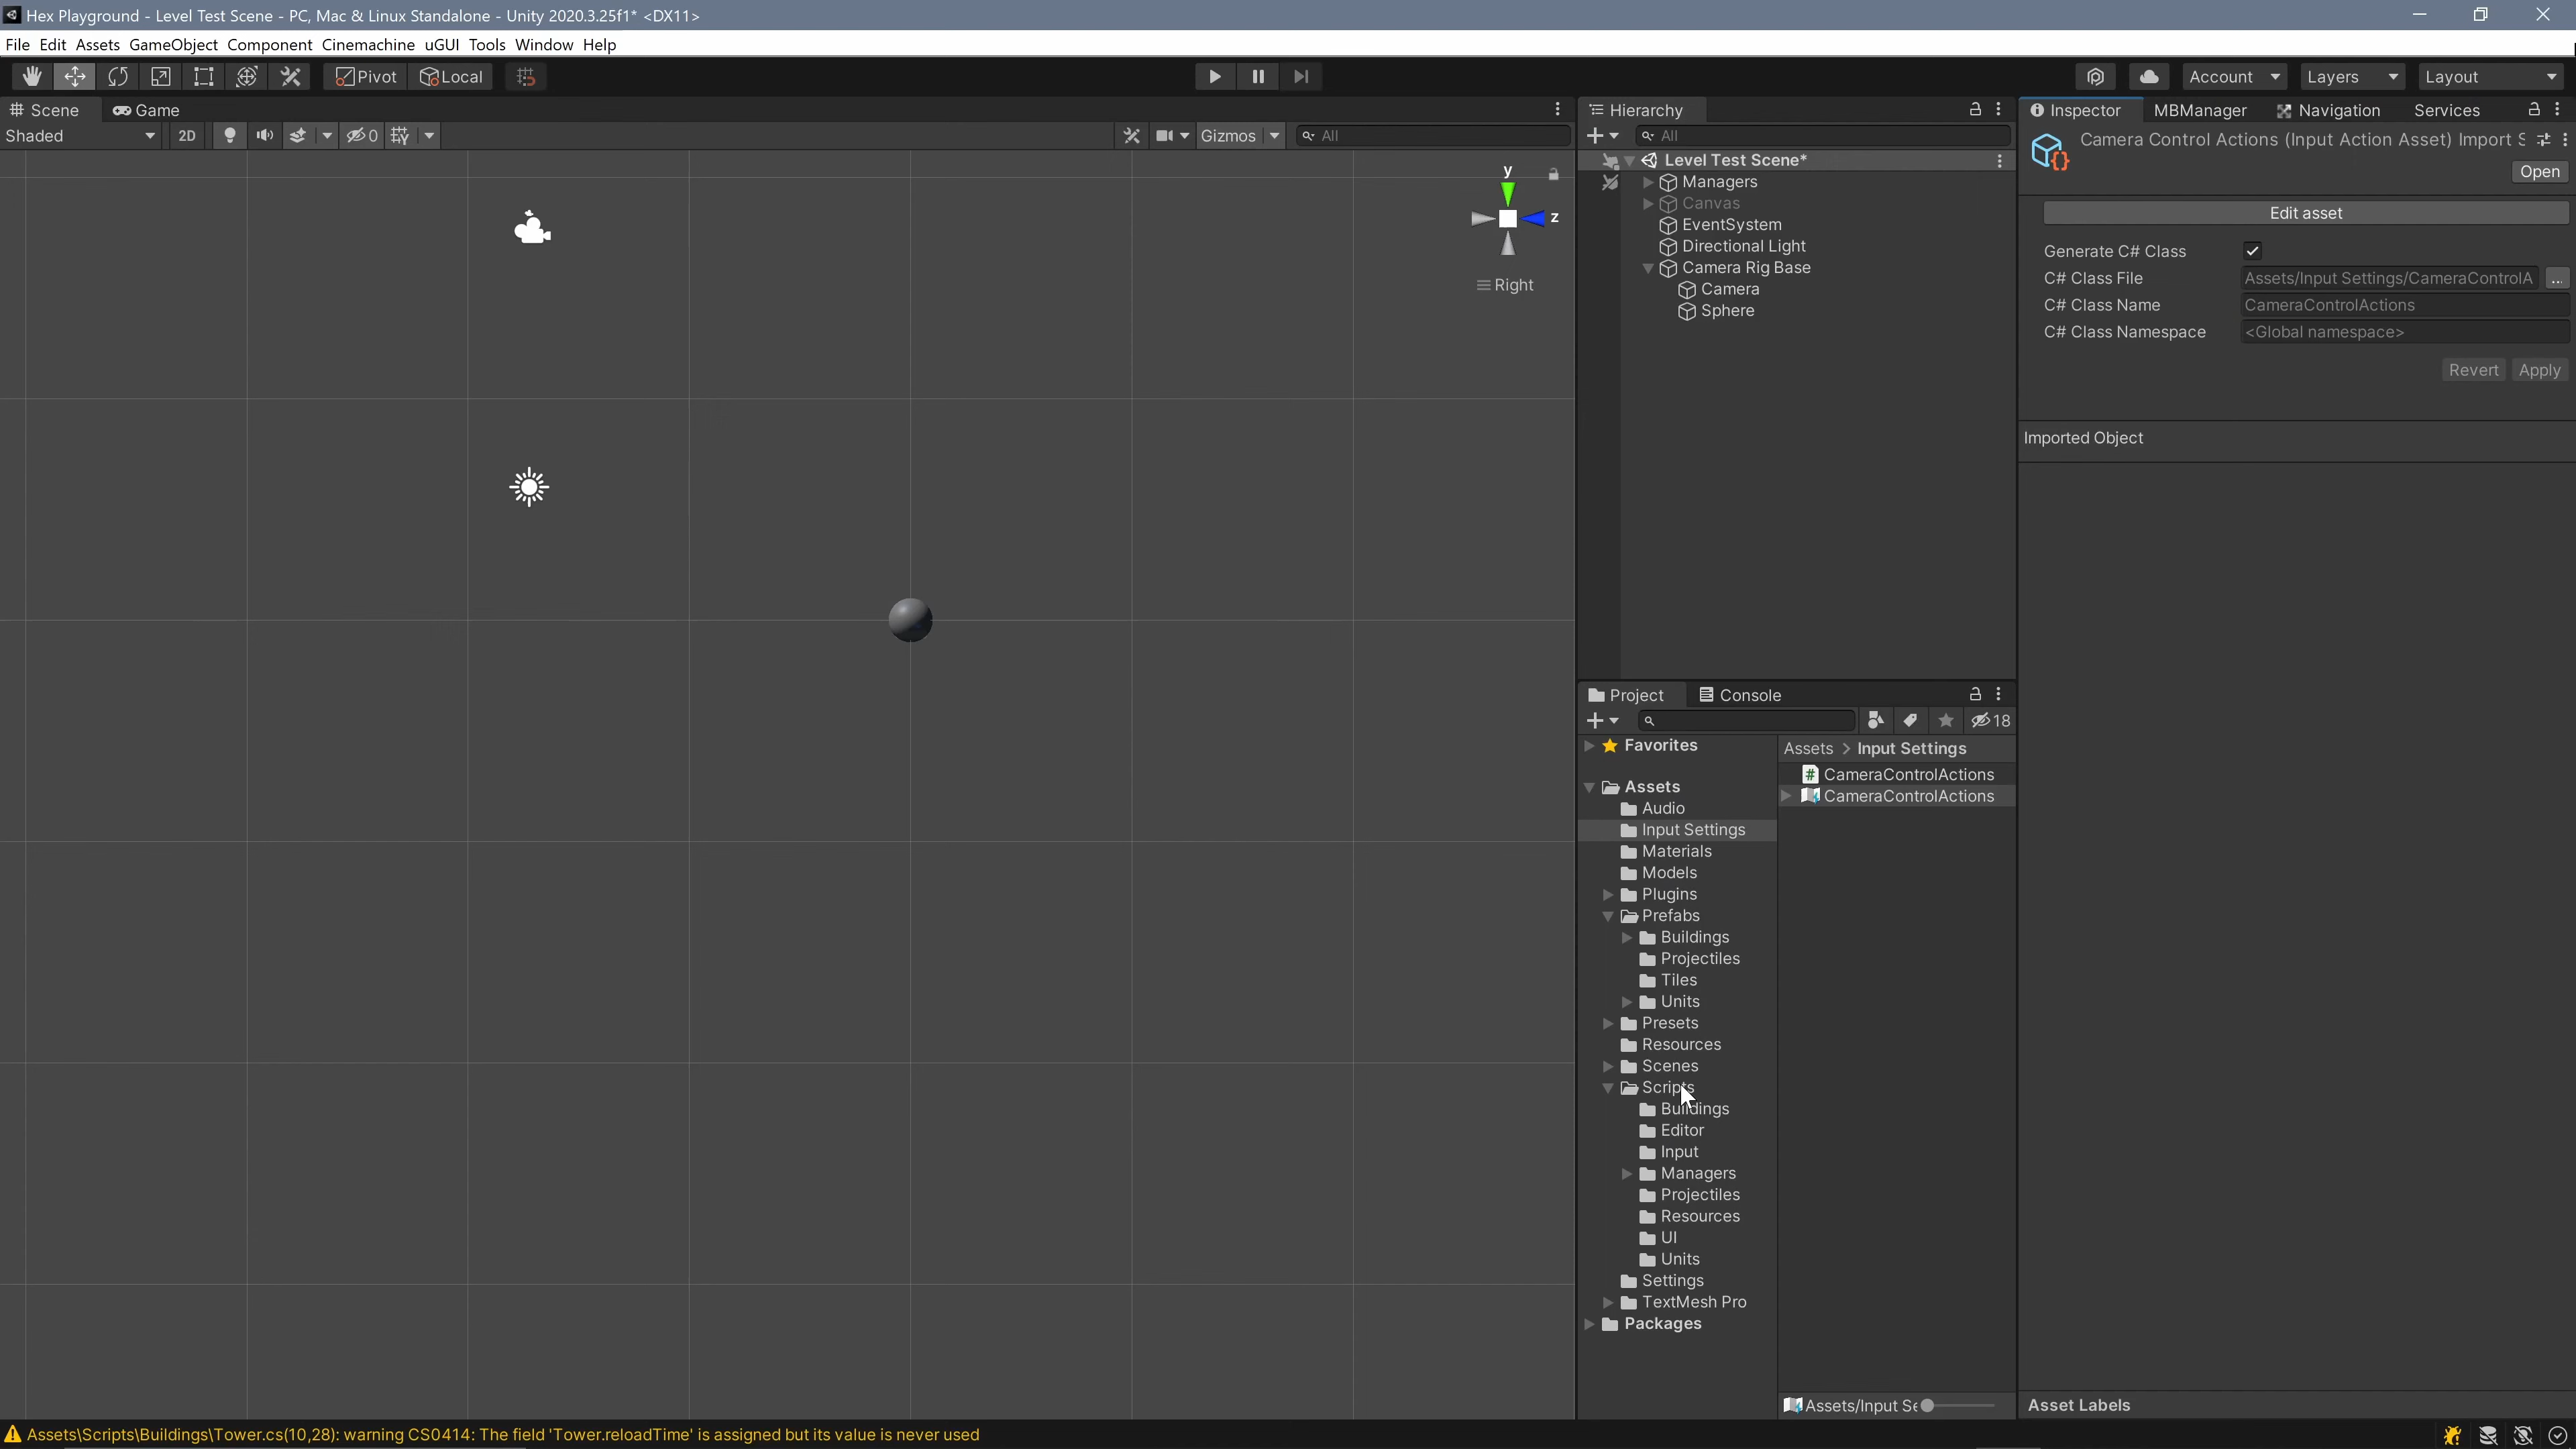 Hex Playground - Level Test Scene - PC, Mac & Linux Standalone - Unity 2020.3.25f1* <DX11>
File Edit Assets GameObject Component Cinemachine uGUI Tools Window Help
Pivot Local
Account Layers Layout
Scene Game
Shaded 2D 0 Gizmos All
y
z
Right
Hierarchy
All
Level Test Scene*
Managers
Canvas
EventSystem
Directional Light
Camera Rig Base
Camera
Sphere
Project Console
18
Favorites
Assets
Audio
Input Settings
Materials
Models
Plugins
Prefabs
Buildings
Projectiles
Tiles
Units
Presets
Resources
Scenes
Scripts
Buildings
Editor
Input
Managers
Projectiles
Resources
UI
Units
Settings
TextMesh Pro
Packages
Assets > Input Settings
CameraControlActions
CameraControlActions
Assets/Input Se
Inspector MBManager Navigation Services
Camera Control Actions (Input Action Asset) Import S
Open
Edit asset
Generate C# Class
C# Class File Assets/Input Settings/CameraControlA ...
C# Class Name CameraControlActions
C# Class Namespace <Global namespace>
Revert Apply
Imported Object
Asset Labels
Assets\Scripts\Buildings\Tower.cs(10,28): warning CS0414: The field 'Tower.reloadTime' is assigned but its value is never used